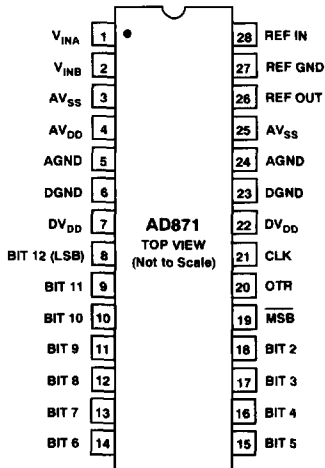 V_INA 1 28 REF IN
V_INB 2 27 REF GND
AV_SS 3 26 REF OUT
AV_DD 4 25 AV_SS
AGND 5 24 AGND
DGND 6 23 DGND
DV_DD 7 22 DV_DD
AD871
TOP VIEW
(Not to Scale)
BIT 12 (LSB) 8 21 CLK
BIT 11 9 20 OTR
BIT 10 10 19 M̅S̅B̅
BIT 9 11 18 BIT 2
BIT 8 12 17 BIT 3
BIT 7 13 16 BIT 4
BIT 6 14 15 BIT 5